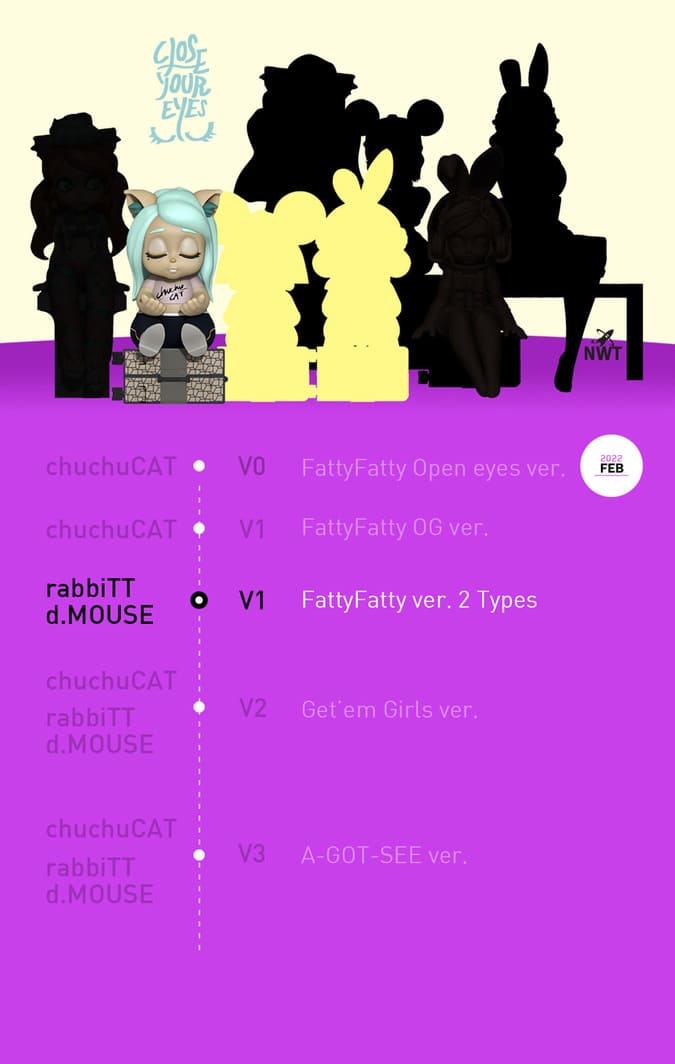 CLOSE
YOUR
EYES
chuchu
CAT
NWT
chuchuCAT V0 FattyFatty Open eyes ver.
2022
FEB
chuchuCAT V1 FattyFatty OG ver.
rabbiTT
d.MOUSE
V1 FattyFatty ver. 2 Types
chuchuCAT
rabbiTT
d.MOUSE
V2 Get'em Girls ver.
chuchuCAT
rabbiTT
d.MOUSE
V3 A-GOT-SEE ver.